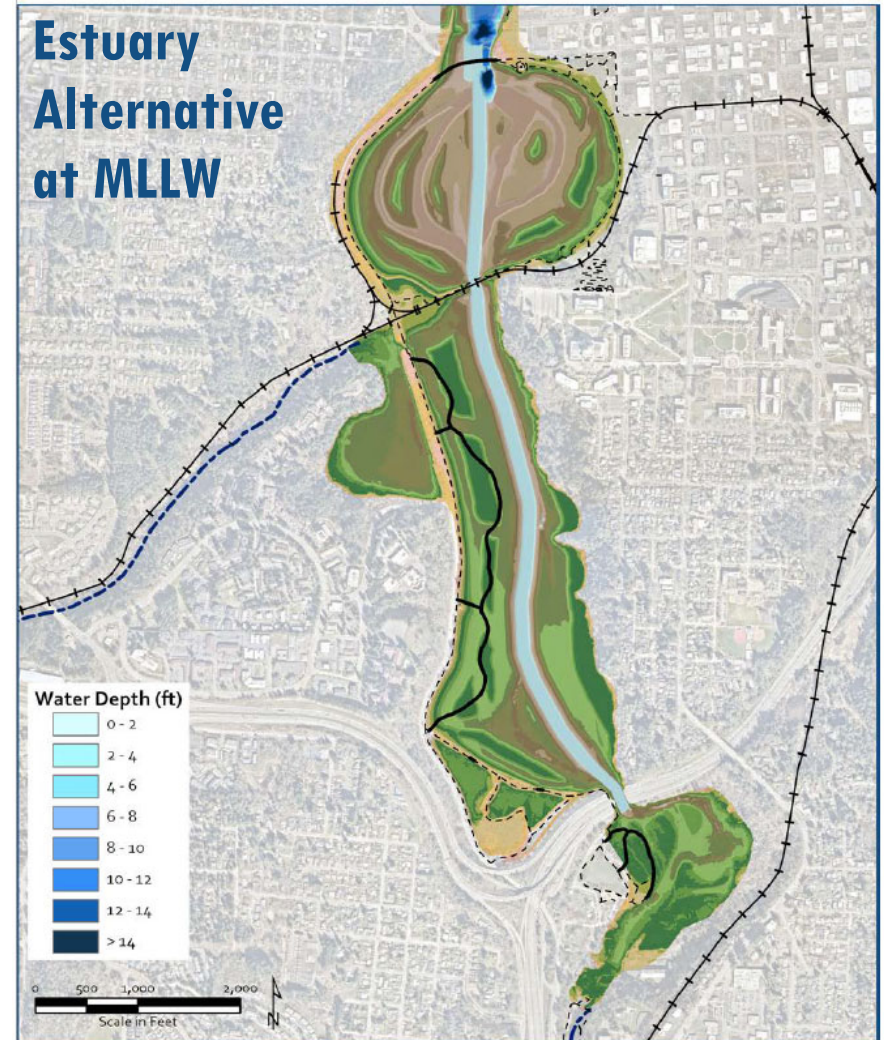 Estuary
Alternative
at MLLW
Water Depth (ft)
0 - 2
2 - 4
4 - 6
6 - 8
8 - 10
10 - 12
12 - 14
> 14
0 500 1,000 2,000
Scale in Feet
N